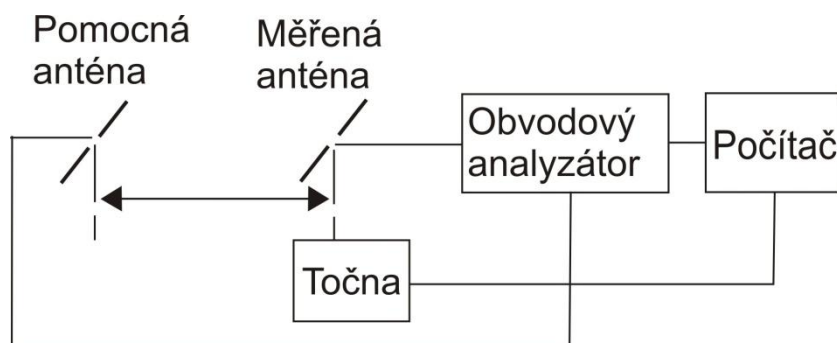 Pomocná
anténa
Měřená
anténa
Obvodový
analyzátor
Počítač
Točna